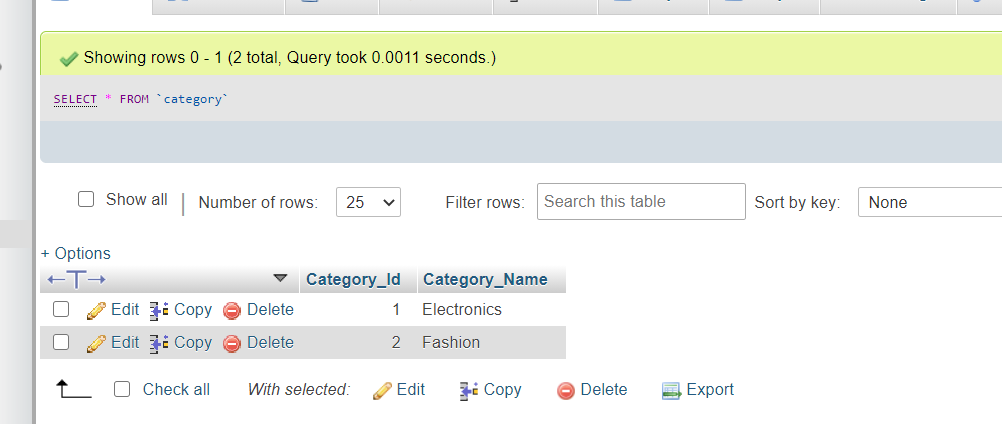 Showing rows 0 - 1 (2 total, Query took 0.0011 seconds.)
SELECT * FROM `category`
Show all | Number of rows: 25 Filter rows: Search this table Sort by key: None
+ Options
←T→ Category_Id Category_Name
Edit Copy Delete 1 Electronics
Edit Copy Delete 2 Fashion
Check all With selected: Edit Copy Delete Export